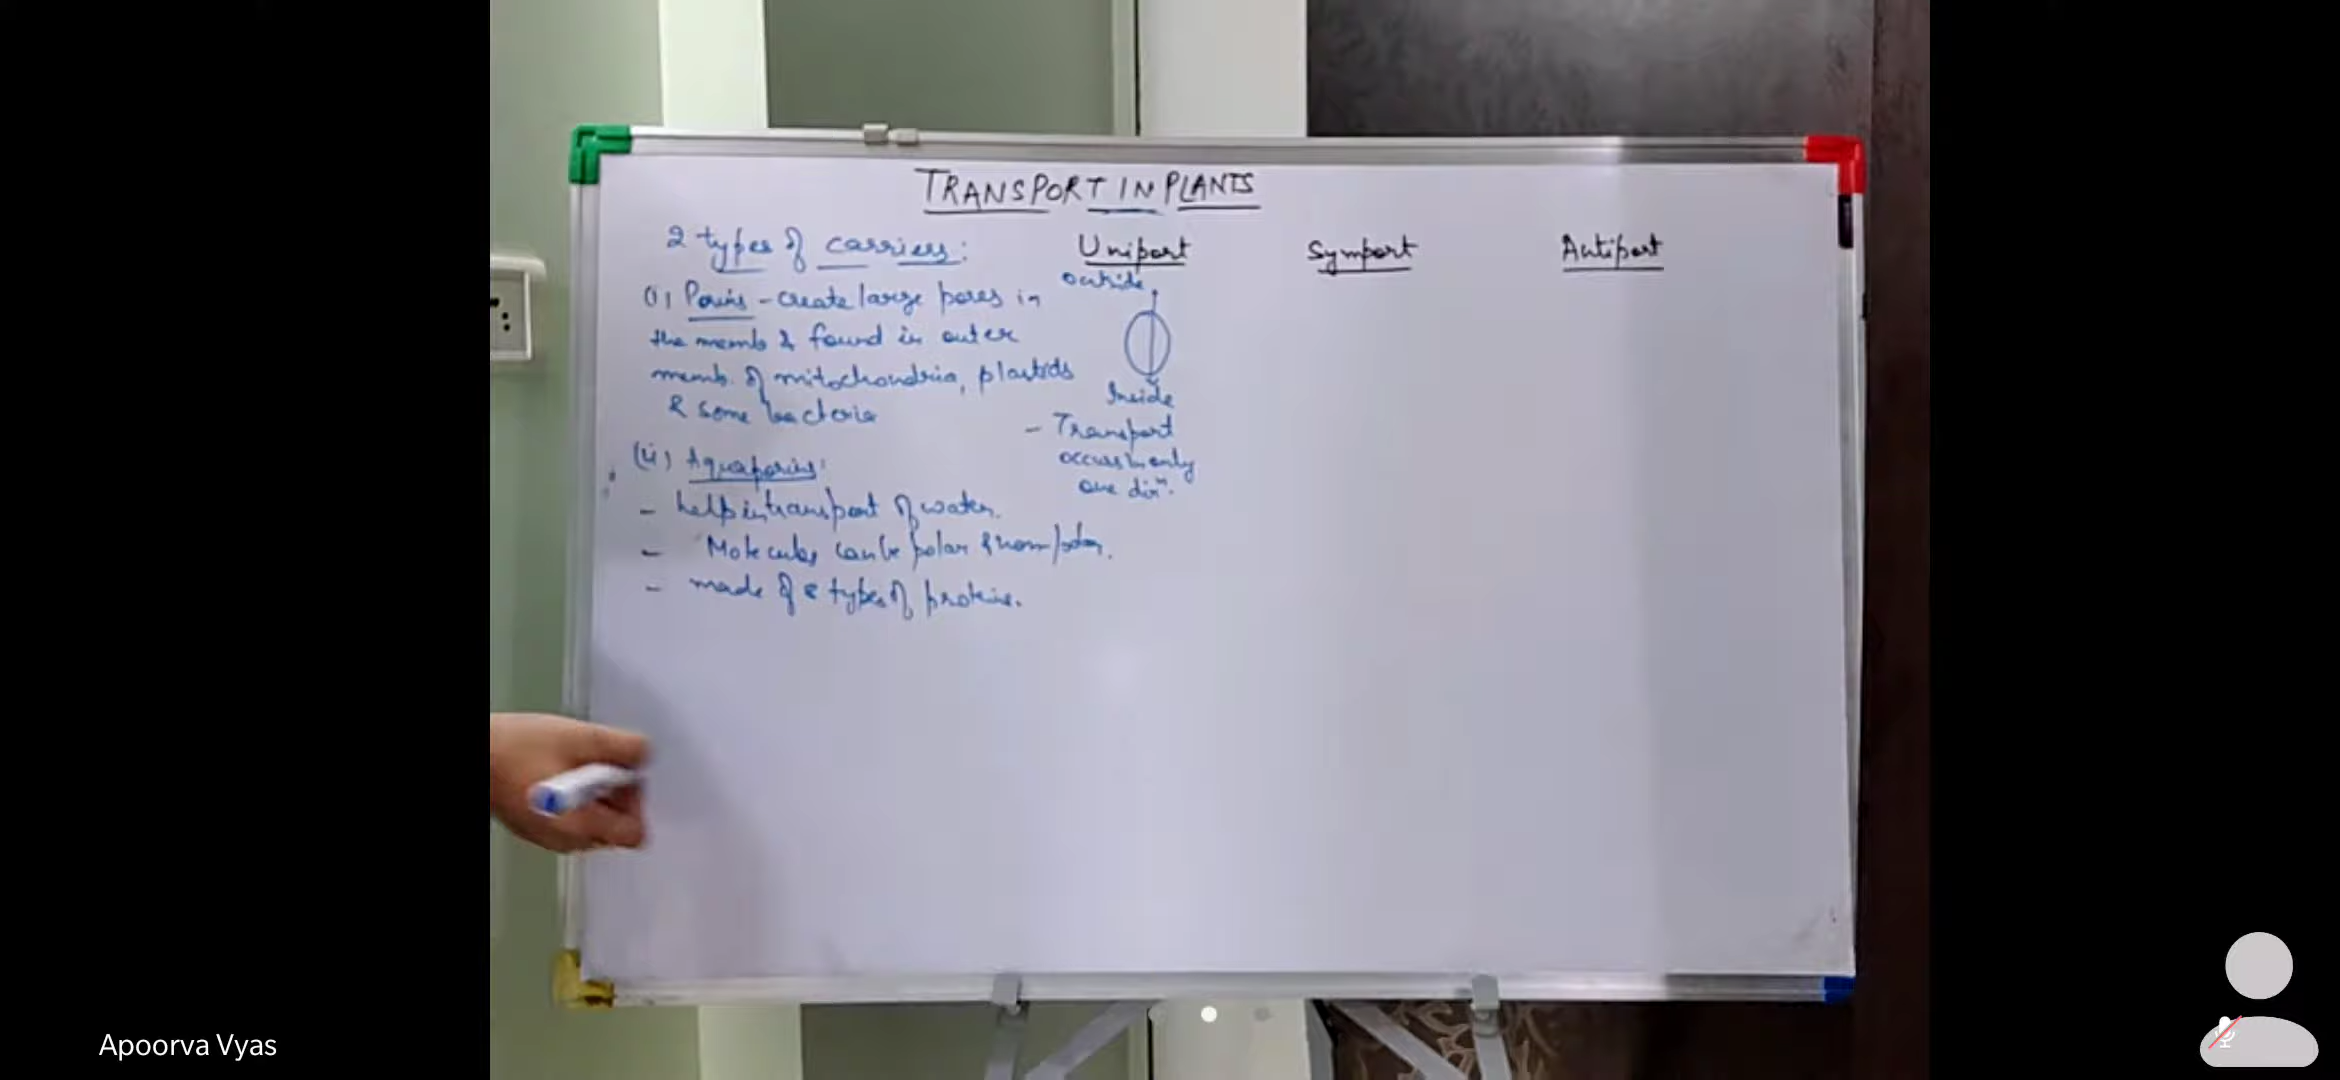 TRANSPORT IN PLANTS
2 types of carriers:
(i) Porins - create large pores in
the memb & found in outer
memb. of mitochondria, plastids
& some bacteria
(ii) Aquaporins:
- help in transport of water.
- Molecules can be polar & non polar.
- made of 8 types of proteins.
Uniport
outside
Inside
- Transport
occurs in only
one dirⁿ.
Symport
Antiport
Apoorva Vyas